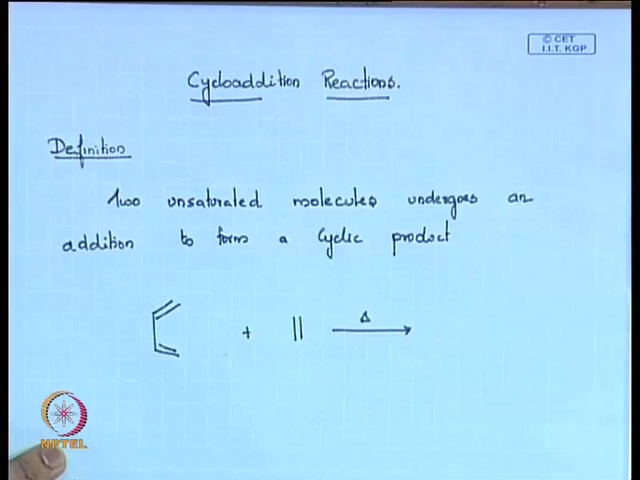 © CET
I.I.T. KGP
Cycloaddition Reactions.
Definition
Two unsaturated molecules undergoes an
addition to form a Cyclic product
+ Δ
NPTEL